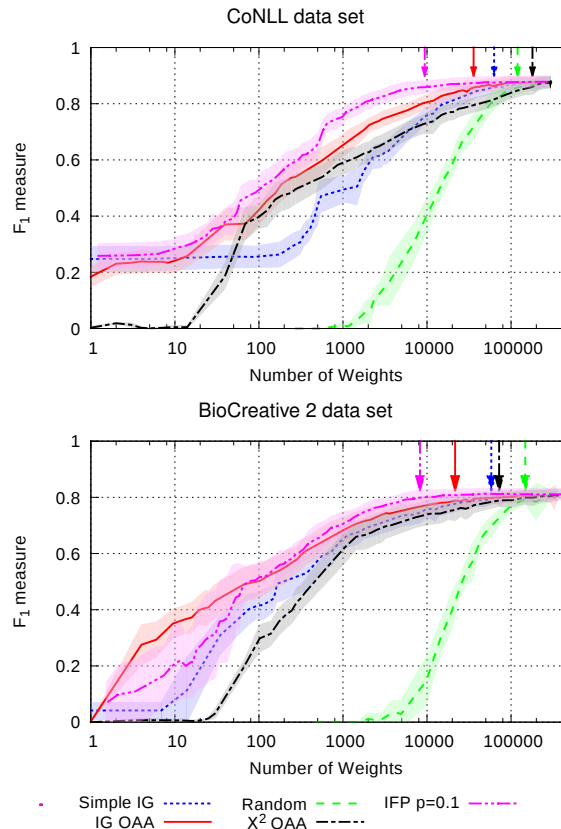 CoNLL data set
1
0.8
0.6
0.4
0.2
0
F1 measure
1 10 100 1000 10000 100000
Number of Weights
BioCreative 2 data set
1
0.8
0.6
0.4
0.2
0
F1 measure
1 10 100 1000 10000 100000
Number of Weights
Simple IG Random IFP p=0.1
IG OAA X² OAA